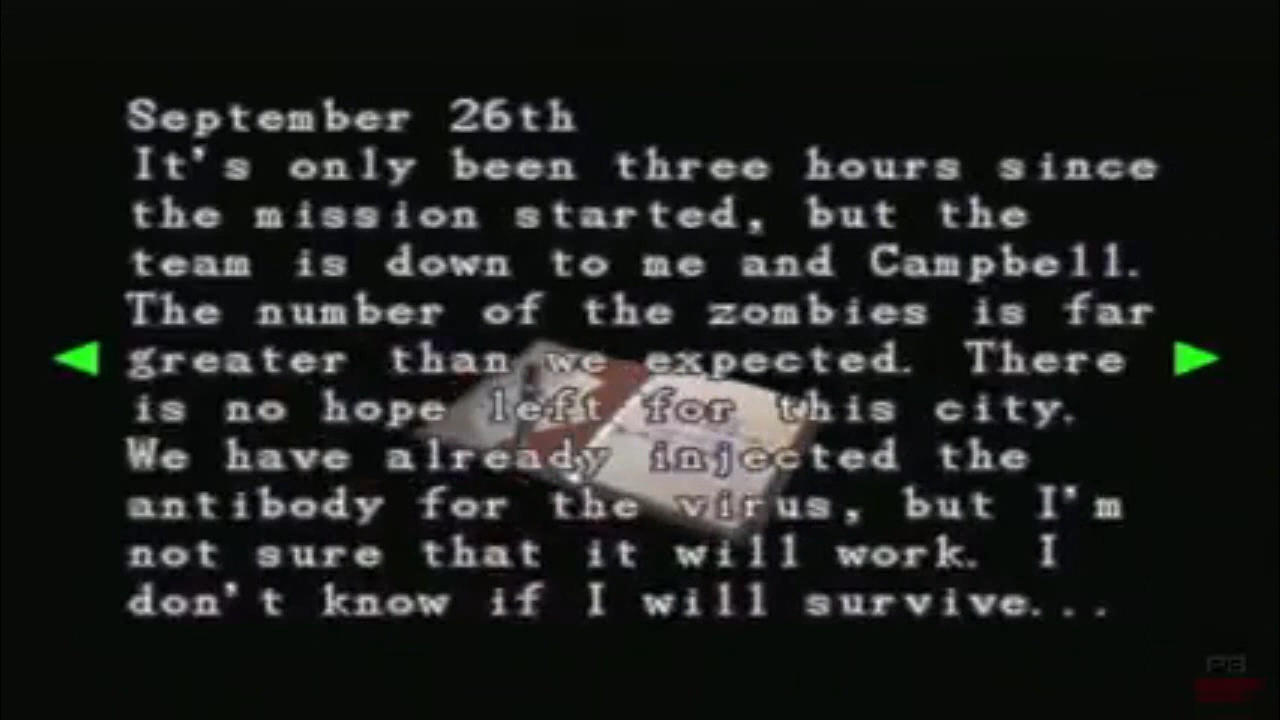 September 26th
It's only been three hours since
the mission started, but the
team is down to me and Campbell.
The number of the zombies is far
greater than we expected. There
is no hope left for this city.
We have already injected the
antibody for the virus, but I'm
not sure that it will work. I
don't know if I will survive...
PB